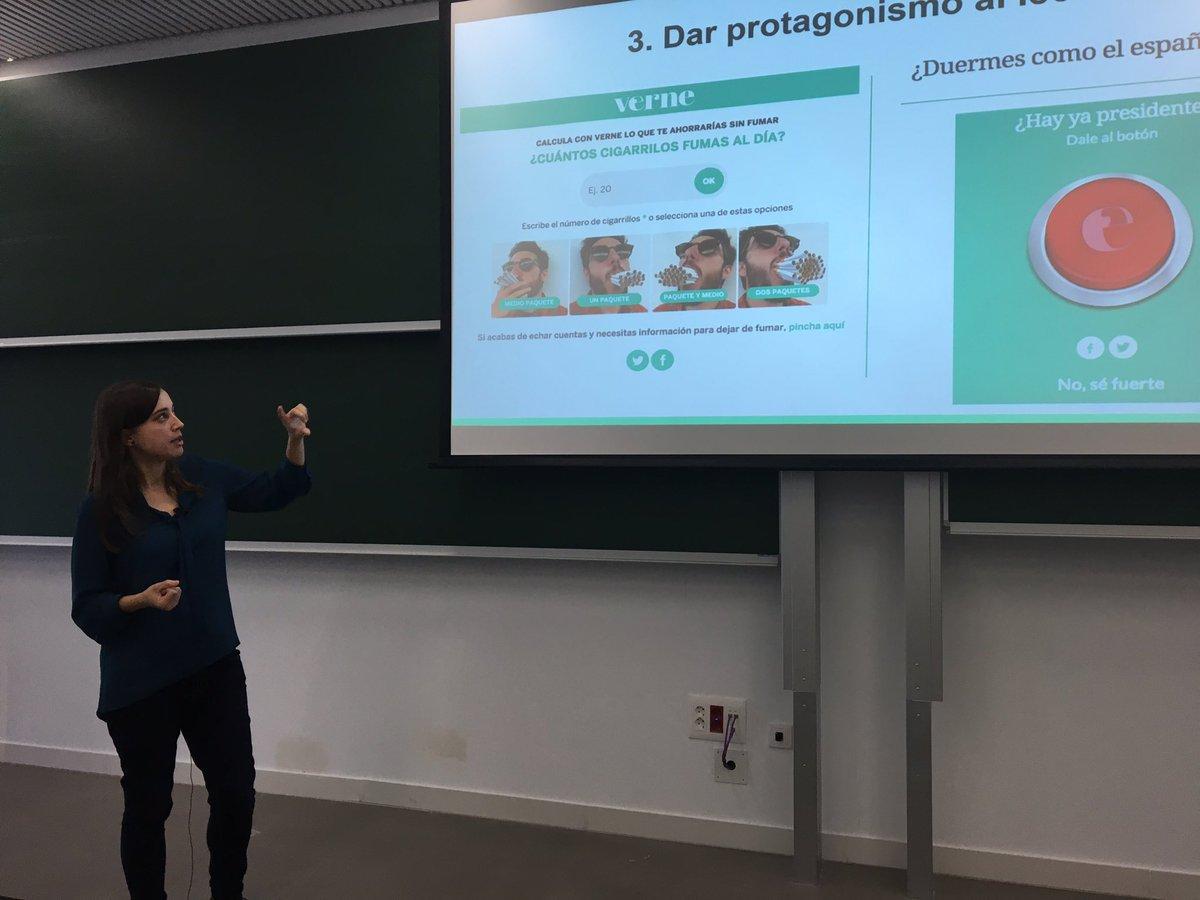 3. Dar protagonismo al
¿Duermes como el
verne
CALCULA CON VERNE LO QUE TE AHORRARÍAS SIN FUMAR
¿CUÁNTOS CIGARRILOS FUMAS AL DÍA?
Ej. 20
OK
Escribe el número de cigarrillos * o selecciona una de estas opciones
MEDIO PAQUETE
UN PAQUETE
PAQUETE Y MEDIO
DOS PAQUETES
Si acabas de echar cuentas y necesitas información para dejar de fumar, pincha aquí
¿Hay ya presidente
Dale al botón
e
No, sé fuerte